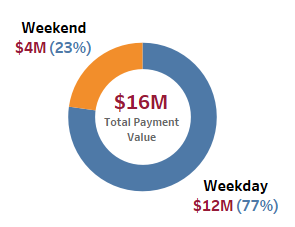 Weekend
$4M (23%)
$16M
Total Payment
Value
Weekday
$12M (77%)